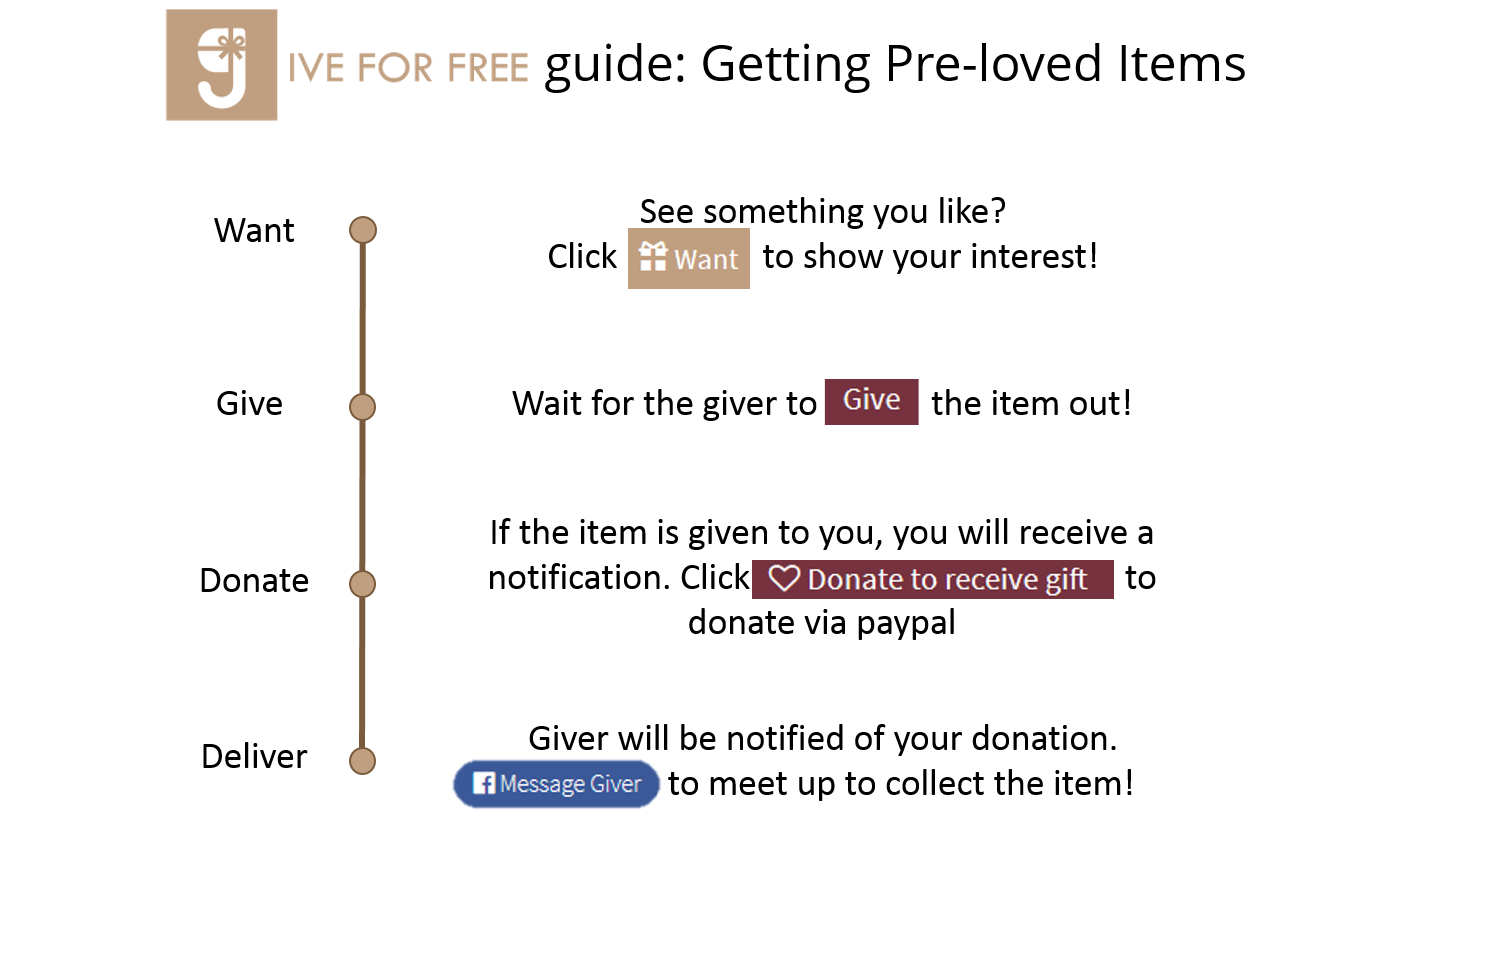 g IVE FOR FREE guide: Getting Pre-loved Items
Want
See something you like?
Click Want to show your interest!
Give
Wait for the giver to Give the item out!
If the item is given to you, you will receive a
Donate
notification. Click Donate to receive gift to
donate via paypal
Giver will be notified of your donation.
Deliver
f Message Giver to meet up to collect the item!